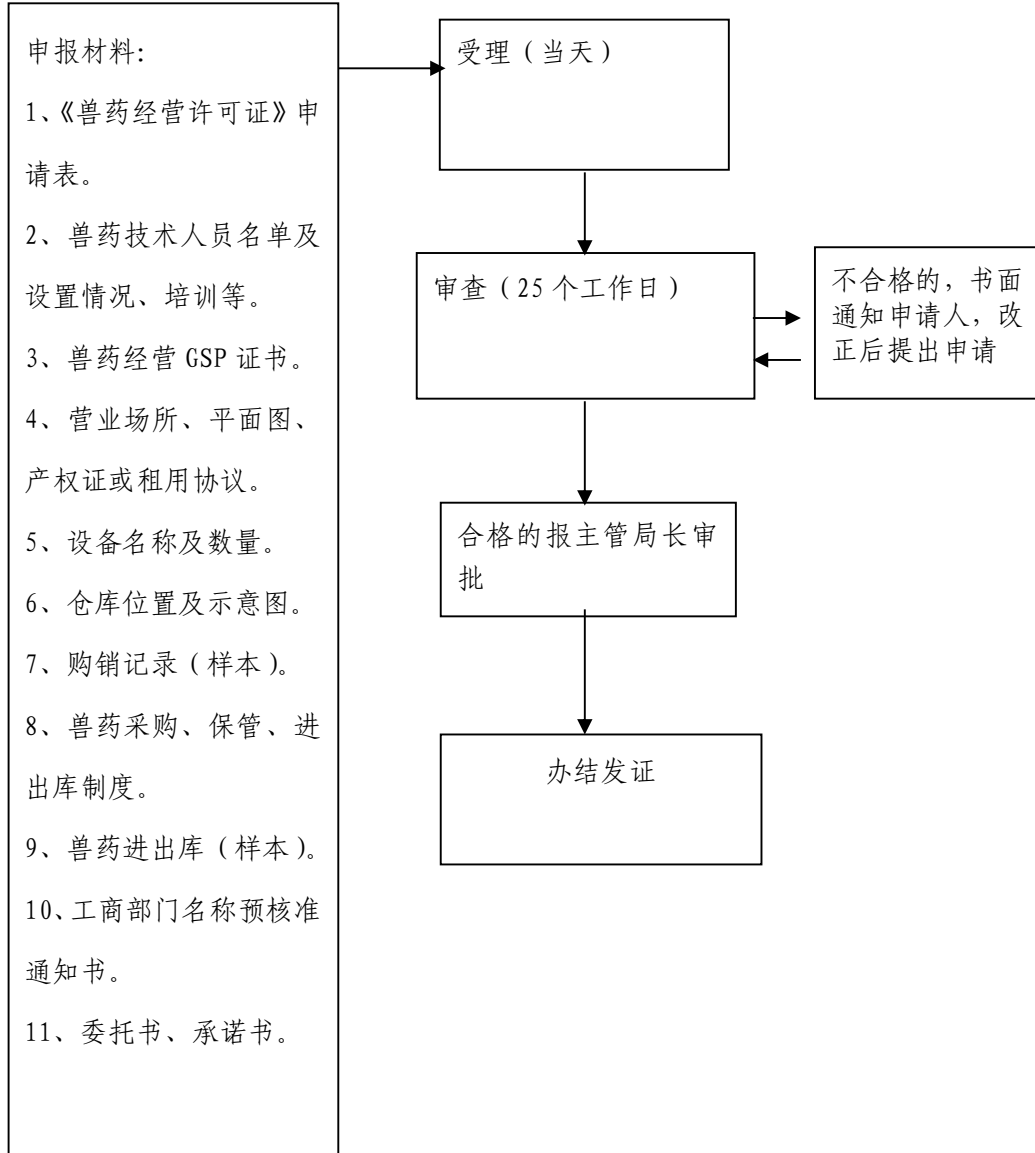 申报材料:
1、《兽药经营许可证》申
请表。
2、兽药技术人员名单及
设置情况、培训等。
3、兽药经营 GSP 证书。
4、营业场所、平面图、
产权证或租用协议。
5、设备名称及数量。
6、仓库位置及示意图。
7、购销记录（样本）。
8、兽药采购、保管、进
出库制度。
9、兽药进出库（样本）。
10、工商部门名称预核准
通知书。
11、委托书、承诺书。
受理（当天）
审查（25 个工作日）
不合格的，书面
通知申请人，改
正后提出申请
合格的报主管局长审
批
办结发证